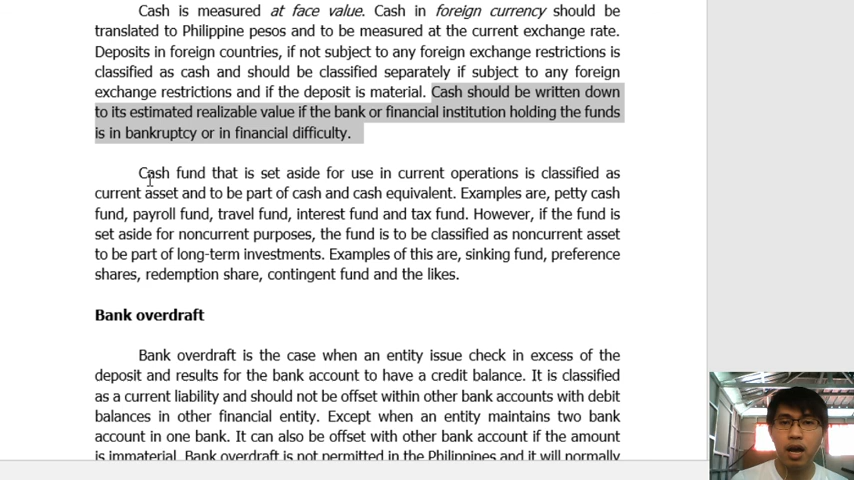 Cash is measured at face value. Cash in foreign currency should be
translated to Philippine pesos and to be measured at the current exchange rate.
Deposits in foreign countries, if not subject to any foreign exchange restrictions is
classified as cash and should be classified separately if subject to any foreign
exchange restrictions and if the deposit is material. Cash should be written down
to its estimated realizable value if the bank or financial institution holding the funds
is in bankruptcy or in financial difficulty.
Cash fund that is set aside for use in current operations is classified as
current asset and to be part of cash and cash equivalent. Examples are, petty cash
fund, payroll fund, travel fund, interest fund and tax fund. However, if the fund is
set aside for noncurrent purposes, the fund is to be classified as noncurrent asset
to be part of long-term investments. Examples of this are, sinking fund, preference
shares, redemption share, contingent fund and the likes.
Bank overdraft
Bank overdraft is the case when an entity issue check in excess of the
deposit and results for the bank account to have a credit balance. It is classified
as a current liability and should not be offset within other bank accounts with debit
balances in other financial entity. Except when an entity maintains two bank
account in one bank. It can also be offset with other bank account if the amount
is immaterial. Bank overdraft is not permitted in the Philippines and it will normally